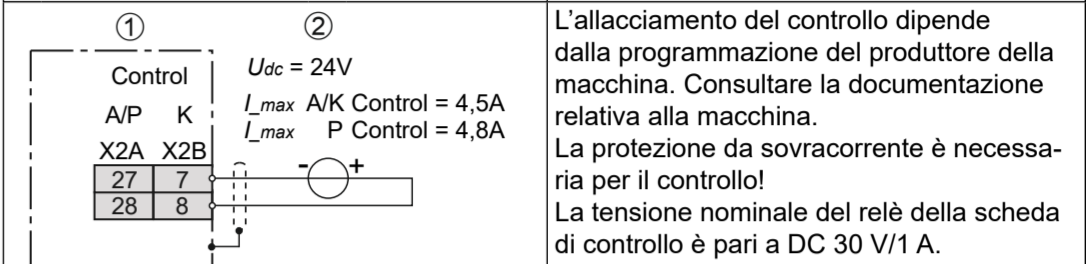 ① ②
Control
A/P K
X2A X2B
27 7
28 8
Udc = 24V
I_max A/K Control = 4,5A
I_max P Control = 4,8A
- +
L’allacciamento del controllo dipende
dalla programmazione del produttore della
macchina. Consultare la documentazione
relativa alla macchina.
La protezione da sovracorrente è necessa-
ria per il controllo!
La tensione nominale del relè della scheda
di controllo è pari a DC 30 V/1 A.